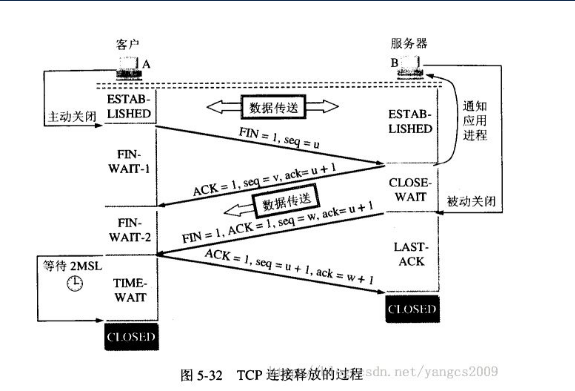 客户
服务器
A
B
ESTAB-
LISHED
数据传送
ESTAB-
LISHED
通知
应用
进程
主动关闭
FIN = 1, seq = u
FIN-
WAIT-1
ACK = 1, seq = v, ack= u + 1
CLOSE-
WAIT
被动关闭
数据传送
FIN-
WAIT-2
FIN = 1, ACK = 1, seq = w, ack= u + 1
LAST-
ACK
等待 2MSL
ACK = 1, seq = u + 1, ack = w + 1
TIME-
WAIT
CLOSED
CLOSED
图 5-32 TCP 连接释放的过程
sdn.net/yangcs2009